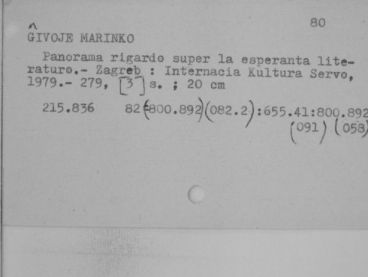 80
GIVOJE MARINKO
Panorama rigardo super la esperanta lite-
raturo.- Zagreb : Internacia Kultura Servo,
1979.- 279, [3] s. ; 20 cm
215.836 82(=800.892)(082.2):655.41:800.892
(091) (058)